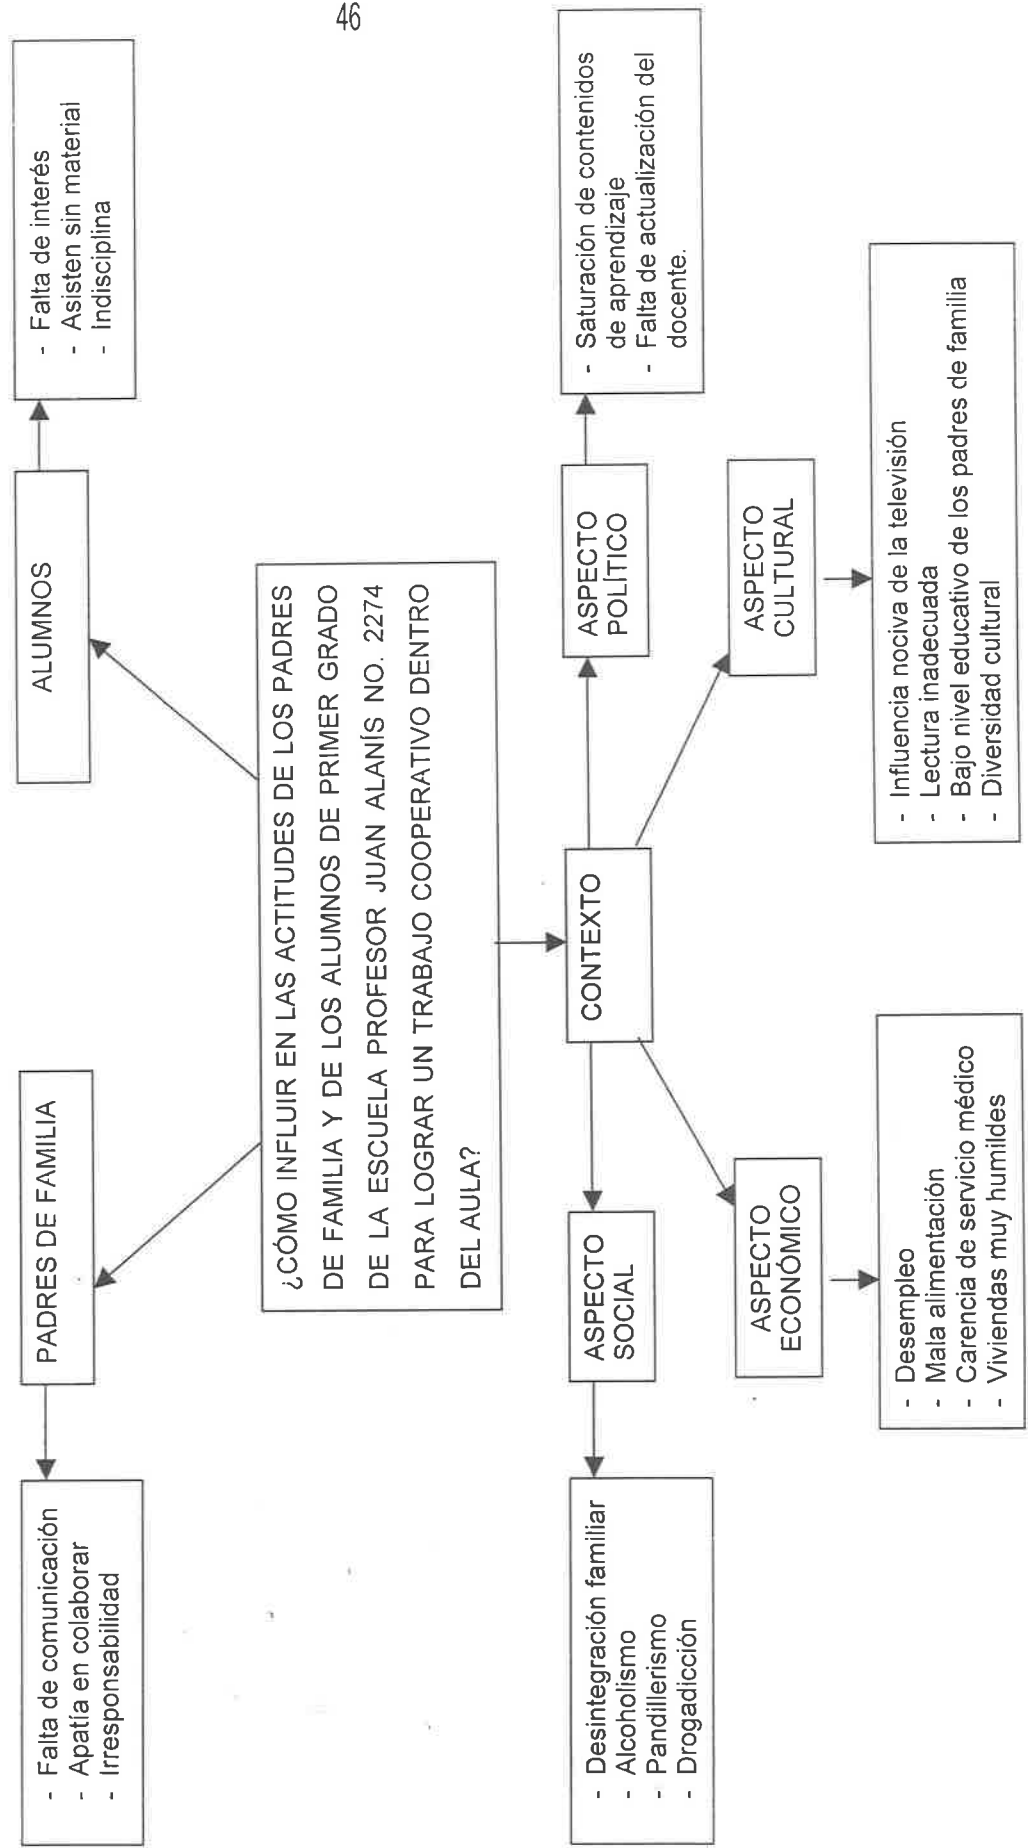 46
PADRES DE FAMILIA
- Falta de comunicación
- Apatía en colaborar
- Irresponsabilidad
ALUMNOS
- Falta de interés
- Asisten sin material
- Indisciplina
¿CÓMO INFLUIR EN LAS ACTITUDES DE LOS PADRES
DE FAMILIA Y DE LOS ALUMNOS DE PRIMER GRADO
DE LA ESCUELA PROFESOR JUAN ALANÍS NO. 2274
PARA LOGRAR UN TRABAJO COOPERATIVO DENTRO
DEL AULA?
CONTEXTO
ASPECTO
SOCIAL
- Desintegración familiar
- Alcoholismo
- Pandillerismo
- Drogadicción
ASPECTO
ECONÓMICO
- Desempleo
- Mala alimentación
- Carencia de servicio médico
- Viviendas muy humildes
ASPECTO
POLÍTICO
- Saturación de contenidos
de aprendizaje
- Falta de actualización del
docente.
ASPECTO
CULTURAL
- Influencia nociva de la televisión
- Lectura inadecuada
- Bajo nivel educativo de los padres de familia
- Diversidad cultural